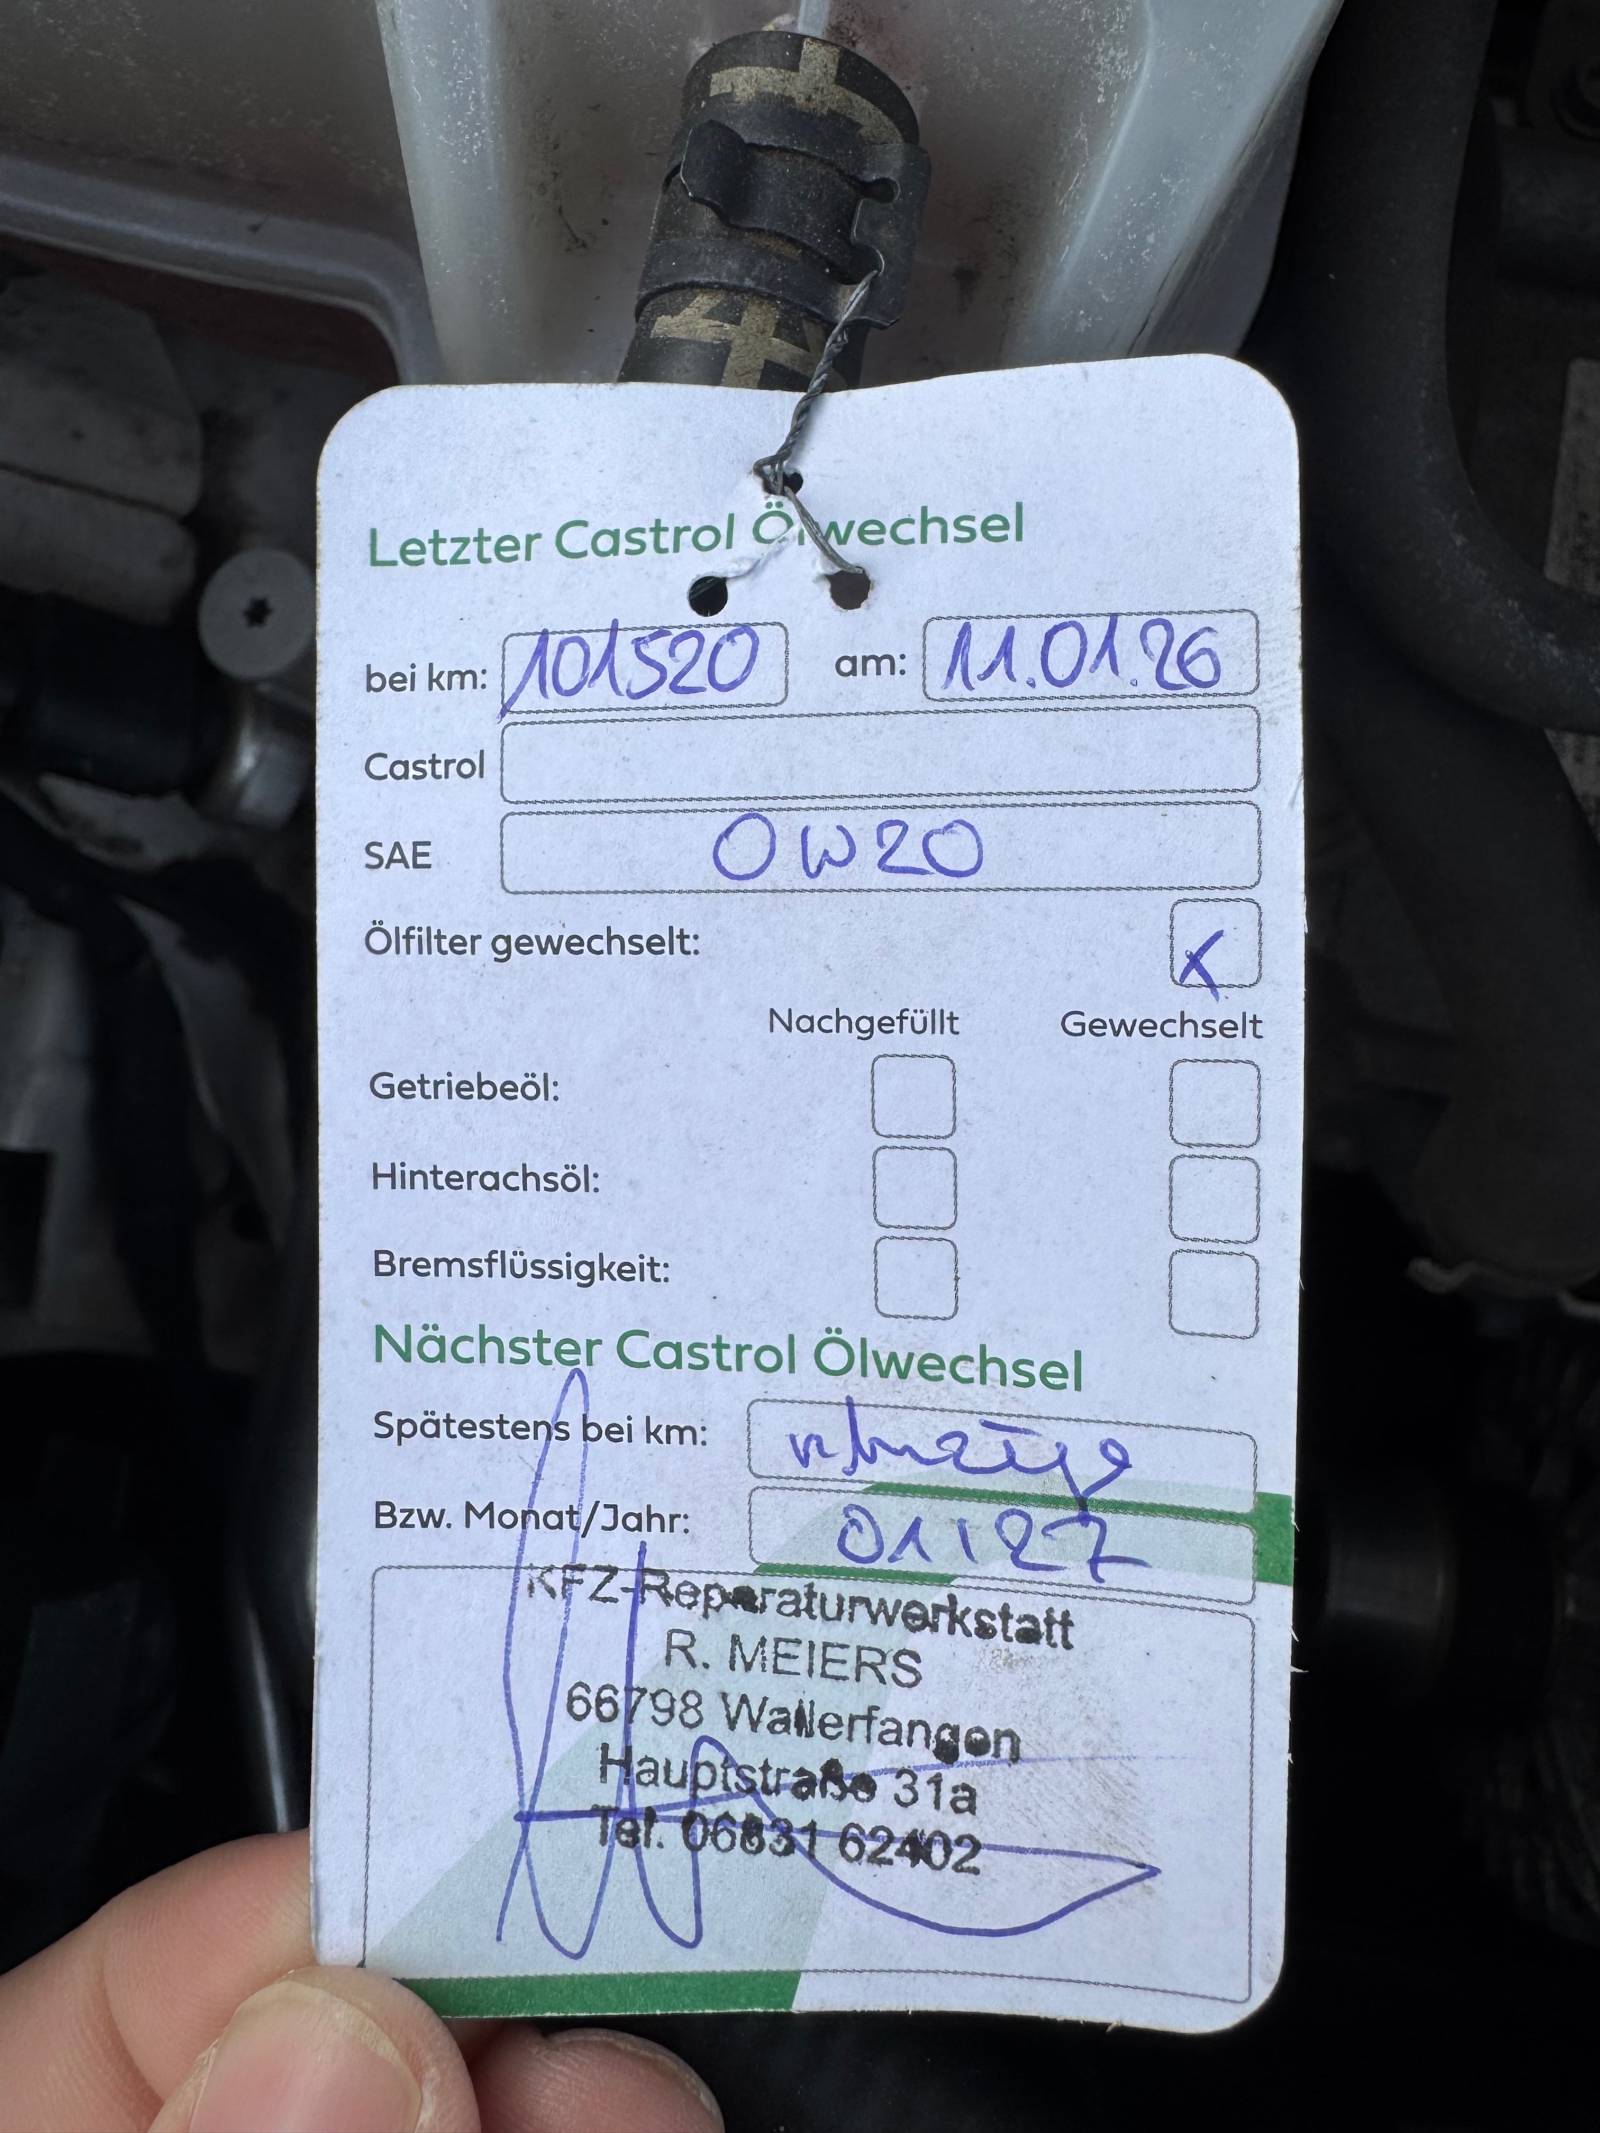 Letzter Castrol Ölwechsel
bei km: 101520 am: 11.01.26
Castrol
SAE 0W20
Ölfilter gewechselt: x
Nachgefüllt Gewechselt
Getriebeöl:
Hinterachsöl:
Bremsflüssigkeit:
Nächster Castrol Ölwechsel
Spätestens bei km:
Bzw. Monat/Jahr: 01/27
KFZ-Reparaturwerkstatt
R. MEIERS
66798 Wallerfangen
Hauptstraße 31a
Tel. 06831 62402